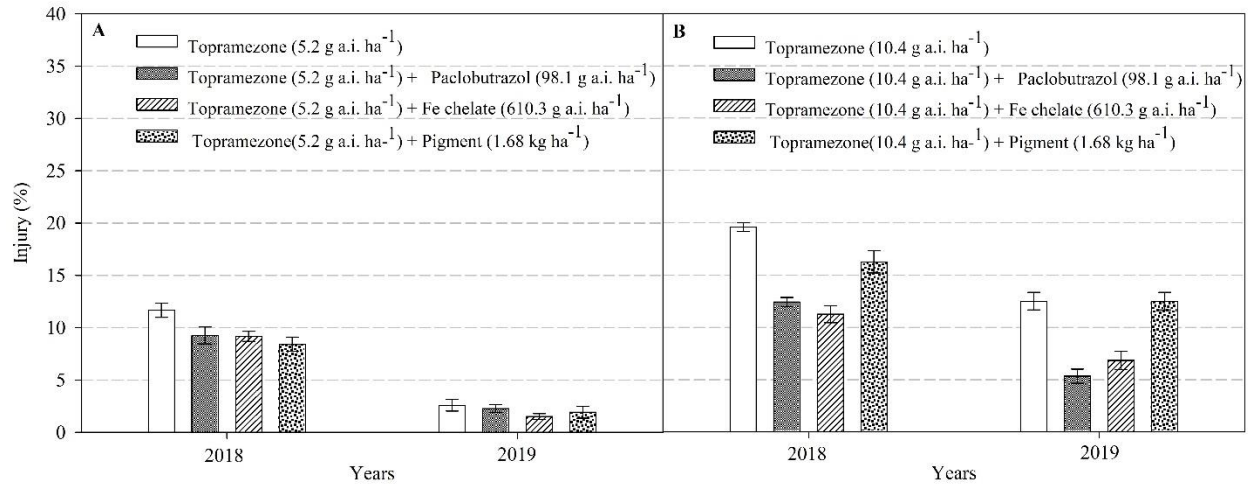 A
Topramezone (5.2 g a.i. ha-1)
Topramezone (5.2 g a.i. ha-1) + Paclobutrazol (98.1 g a.i. ha-1)
Topramezone (5.2 g a.i. ha-1) + Fe chelate (610.3 g a.i. ha-1)
Topramezone(5.2 g a.i. ha-1) + Pigment (1.68 kg ha-1)
B
Topramezone (10.4 g a.i. ha-1)
Topramezone (10.4 g a.i. ha-1) + Paclobutrazol (98.1 g a.i. ha-1)
Topramezone (10.4 g a.i. ha-1) + Fe chelate (610.3 g a.i. ha-1)
Topramezone(10.4 g a.i. ha-1) + Pigment (1.68 kg ha-1)
Injury (%)
40
35
30
25
20
15
10
5
0
2018
2019
Years
2018
2019
Years